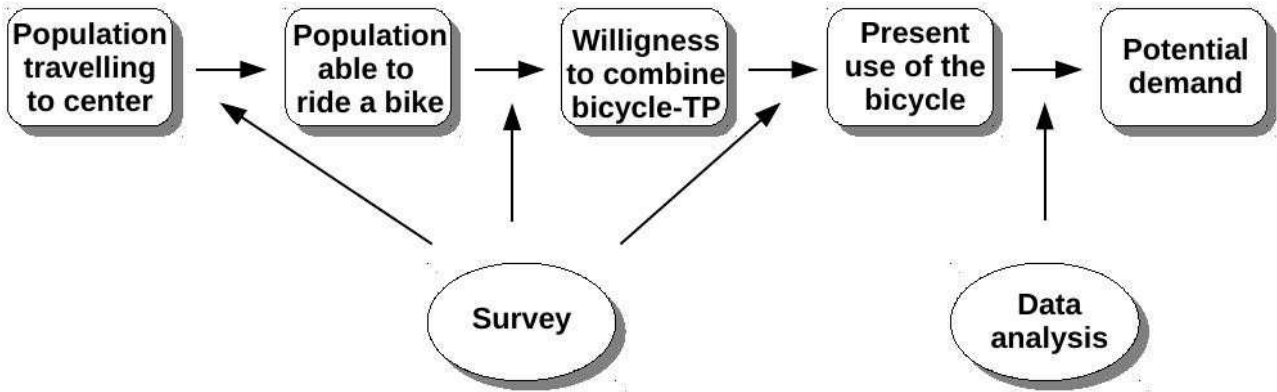 Population
travelling
to center
Population
able to
ride a bike
Willigness
to combine
bicycle-TP
Present
use of the
bicycle
Potential
demand
Survey
Data
analysis